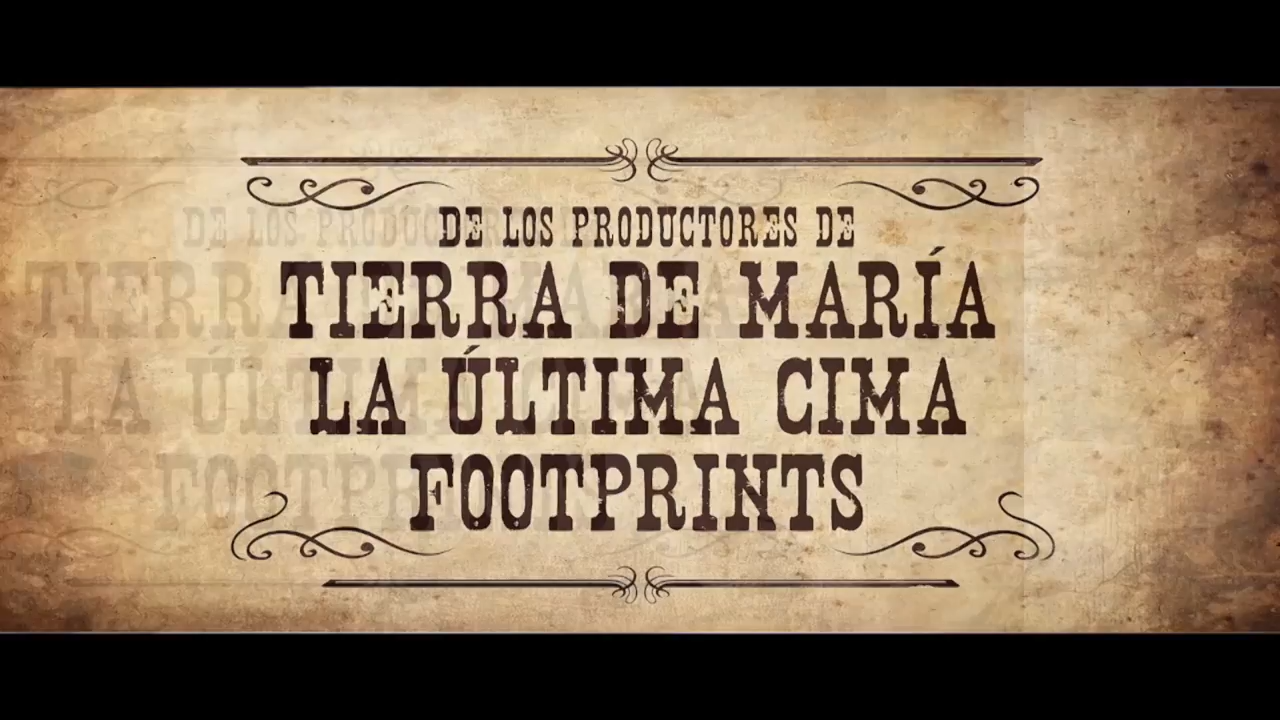 DE LOS PRODUCTORES DE
TIERRA DE MARÍA
LA ÚLTIMA CIMA
FOOTPRINTS